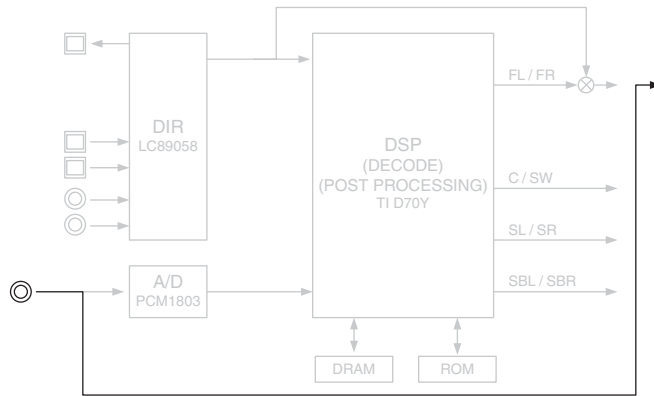 DIR
LC89058
DSP
(DECODE)
(POST PROCESSING)
TI D70Y
FL / FR
C / SW
SL / SR
SBL / SBR
A/D
PCM1803
DRAM
ROM